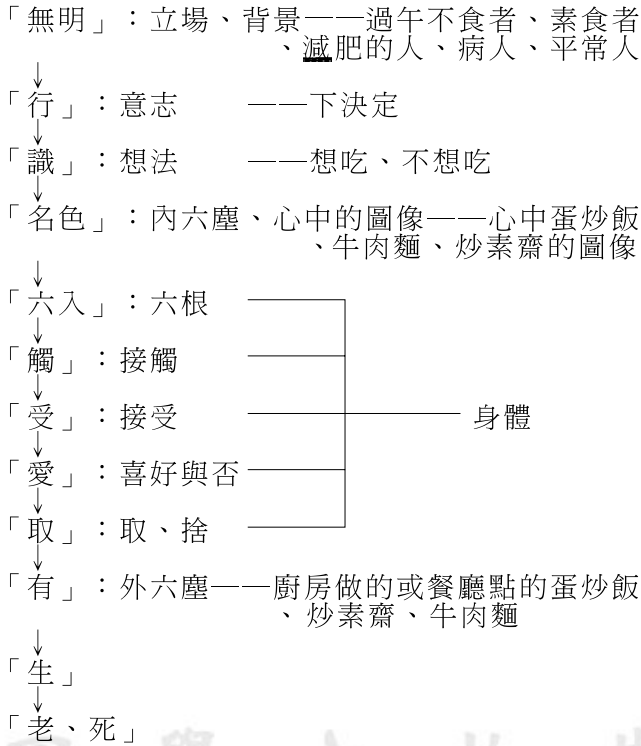 「無明」：立場、背景——過午不食者、素食者
、減肥的人、病人、平常人
↓
「行」：意志 ——下決定
↓
「識」：想法 ——想吃、不想吃
↓
「名色」：內六塵、心中的圖像——心中蛋炒飯
、牛肉麵、炒素齋的圖像
↓
「六入」：六根
↓
「觸」：接觸
↓
「受」：接受 身體
↓
「愛」：喜好與否
↓
「取」：取、捨
↓
「有」：外六塵——廚房做的或餐廳點的蛋炒飯
、炒素齋、牛肉麵
↓
「生」
↓
「老、死」